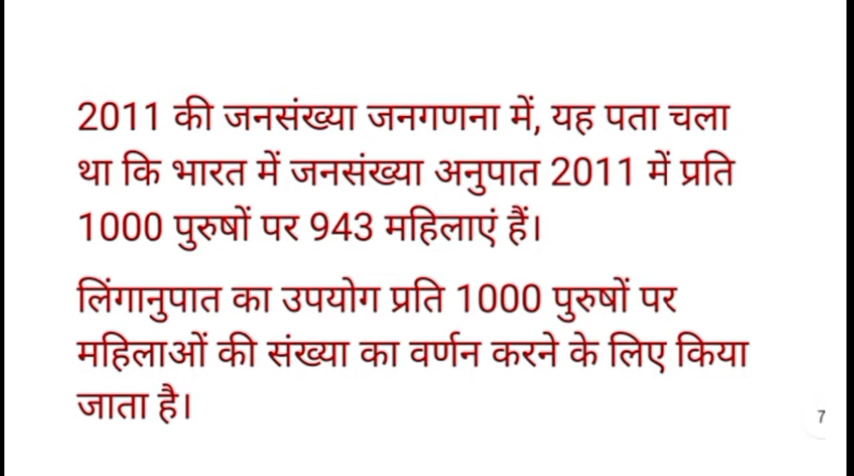 2011 की जनसंख्या जनगणना में, यह पता चला
था कि भारत में जनसंख्या अनुपात 2011 में प्रति
1000 पुरुषों पर 943 महिलाएं हैं।
लिंगानुपात का उपयोग प्रति 1000 पुरुषों पर
महिलाओं की संख्या का वर्णन करने के लिए किया
जाता है।
7